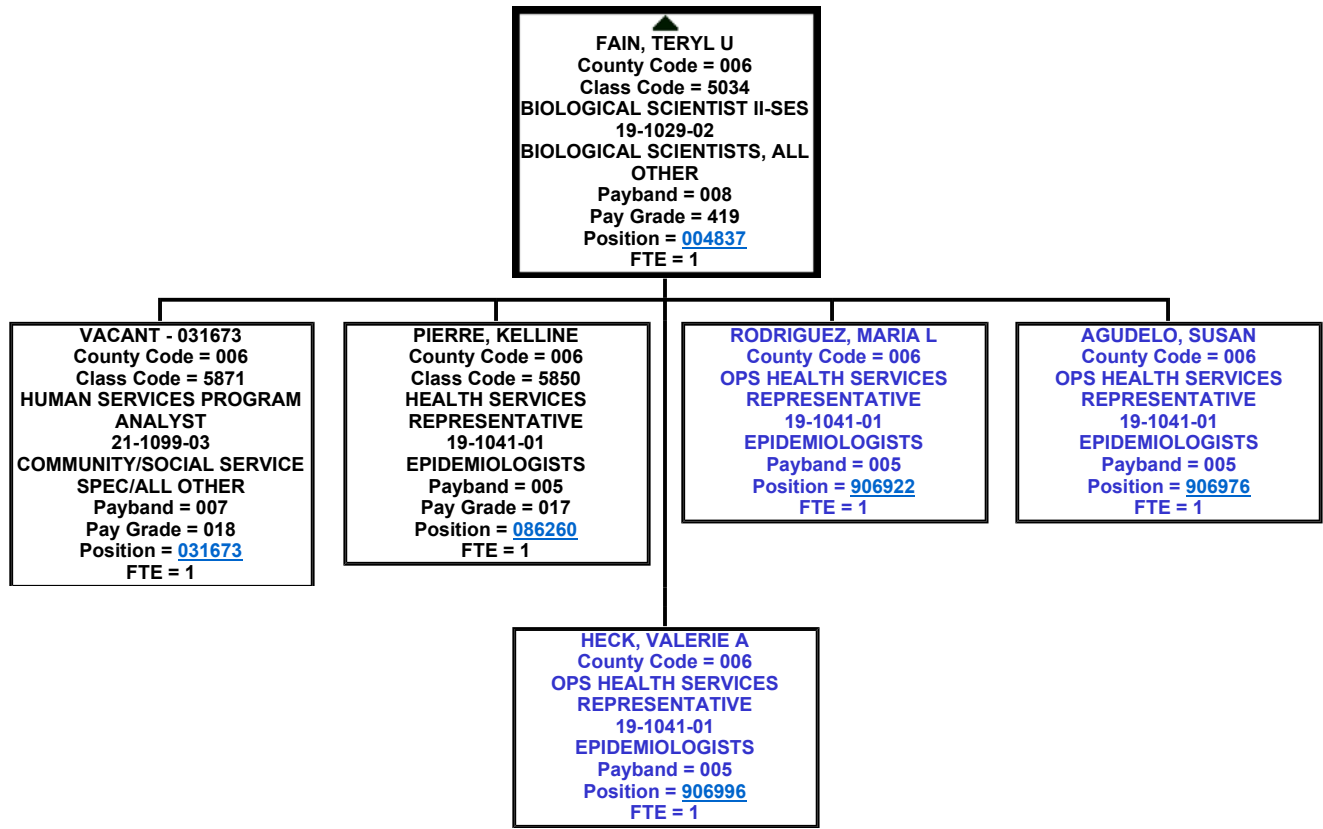 FAIN, TERYL U
County Code = 006
Class Code = 5034
BIOLOGICAL SCIENTIST II-SES
19-1029-02
BIOLOGICAL SCIENTISTS, ALL
OTHER
Payband = 008
Pay Grade = 419
Position = 004837
FTE = 1
VACANT - 031673
County Code = 006
Class Code = 5871
HUMAN SERVICES PROGRAM
ANALYST
21-1099-03
COMMUNITY/SOCIAL SERVICE
SPEC/ALL OTHER
Payband = 007
Pay Grade = 018
Position = 031673
FTE = 1
PIERRE, KELLINE
County Code = 006
Class Code = 5850
HEALTH SERVICES
REPRESENTATIVE
19-1041-01
EPIDEMIOLOGISTS
Payband = 005
Pay Grade = 017
Position = 086260
FTE = 1
RODRIGUEZ, MARIA L
County Code = 006
OPS HEALTH SERVICES
REPRESENTATIVE
19-1041-01
EPIDEMIOLOGISTS
Payband = 005
Position = 906922
FTE = 1
AGUDELO, SUSAN
County Code = 006
OPS HEALTH SERVICES
REPRESENTATIVE
19-1041-01
EPIDEMIOLOGISTS
Payband = 005
Position = 906976
FTE = 1
HECK, VALERIE A
County Code = 006
OPS HEALTH SERVICES
REPRESENTATIVE
19-1041-01
EPIDEMIOLOGISTS
Payband = 005
Position = 906996
FTE = 1